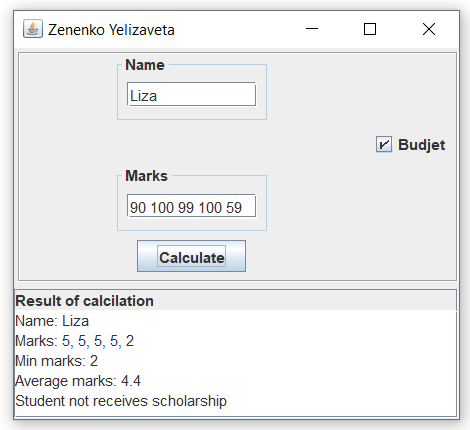 Zenenko Yelizaveta
Name
Liza
Budjet
Marks
90 100 99 100 59
Calculate
Result of calcilation
Name: Liza
Marks: 5, 5, 5, 5, 2
Min marks: 2
Average marks: 4.4
Student not receives scholarship